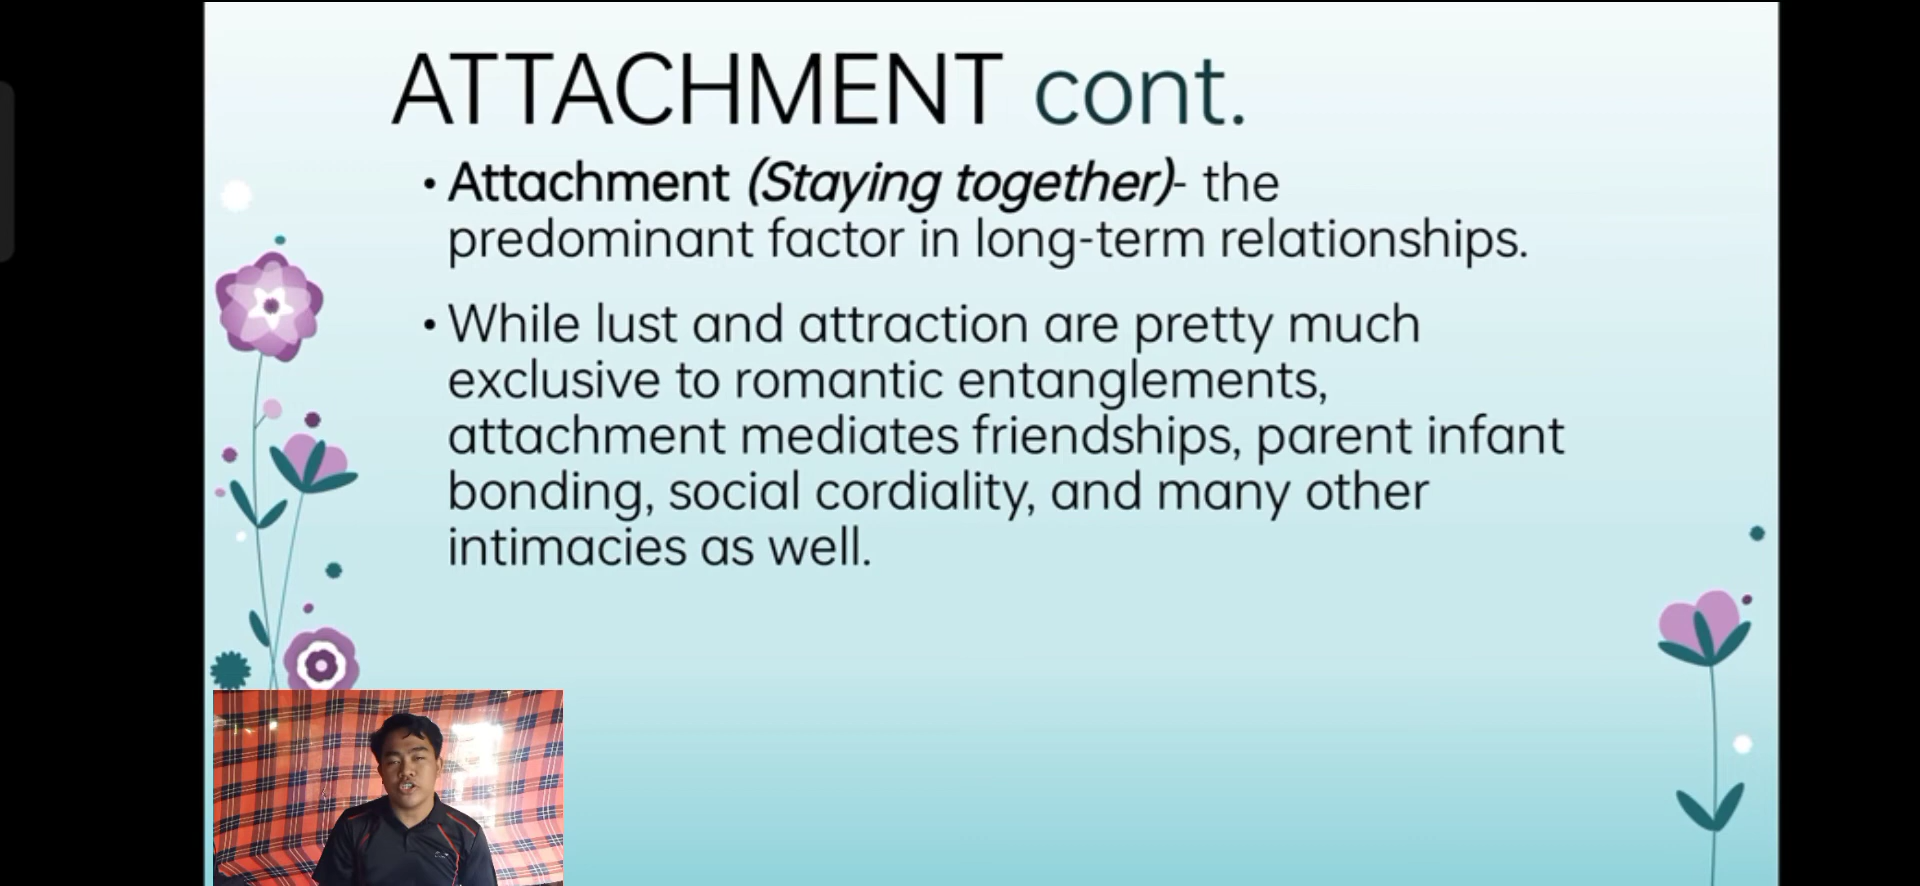 ATTACHMENT cont.
• Attachment (Staying together)- the
predominant factor in long-term relationships.
• While lust and attraction are pretty much
exclusive to romantic entanglements,
attachment mediates friendships, parent infant
bonding, social cordiality, and many other
intimacies as well.